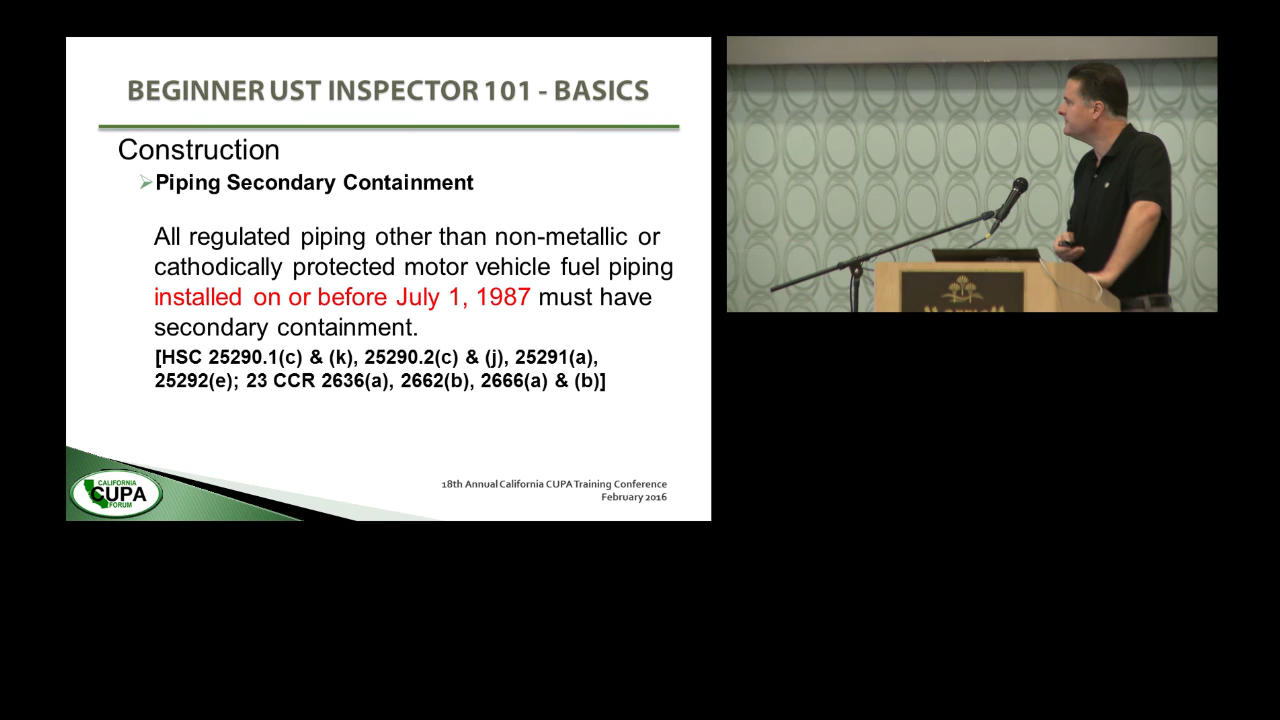 BEGINNER UST INSPECTOR 101 - BASICS
Construction
Piping Secondary Containment
All regulated piping other than non-metallic or
cathodically protected motor vehicle fuel piping
installed on or before July 1, 1987 must have
secondary containment.
[HSC 25290.1(c) & (k), 25290.2(c) & (j), 25291(a),
25292(e); 23 CCR 2636(a), 2662(b), 2666(a) & (b)]
CALIFORNIA
CUPA
FORUM
18th Annual California CUPA Training Conference
February 2016